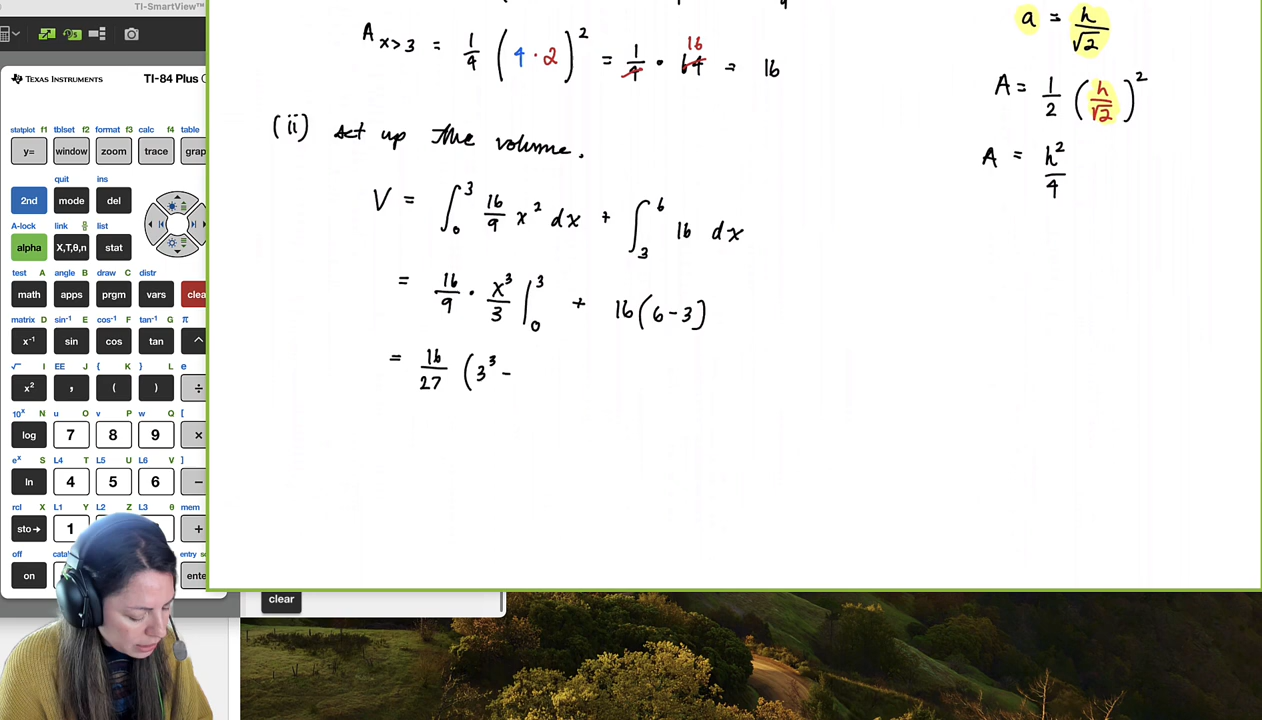 TI-SmartView™
TEXAS INSTRUMENTS TI-84 Plus C
statplot f1 tblset f2 format f3 calc f4 table
y= window zoom trace grap
quit ins
2nd mode del
A-lock link list
alpha X,T,θ,n stat
test A angle B draw C distr
math apps prgm vars clea
matrix D sin⁻¹ E cos⁻¹ F tan⁻¹ G π
x⁻¹ sin cos tan ^
√ I EE J { K } L e
x² , ( ) ÷
10ˣ N u O v P w Q [
log 7 8 9 ×
eˣ S L4 T L5 U L6 V ]
ln 4 5 6 −
rcl X L1 Y L2 Z L3 θ mem
sto→ 1 +
off cata entry s
on ente
clear
A x>3 = 1/4 (4 · 2)² = 1/4 · 64 16 = 16
(ii) set up the volume.
V = ∫₀³ 16/9 x² dx + ∫₃⁶ 16 dx
= 16/9 · x³/3 |₀³ + 16(6-3)
= 16/27 (3³ -
a = h/√2
A = 1/2 (h/√2)²
A = h²/4